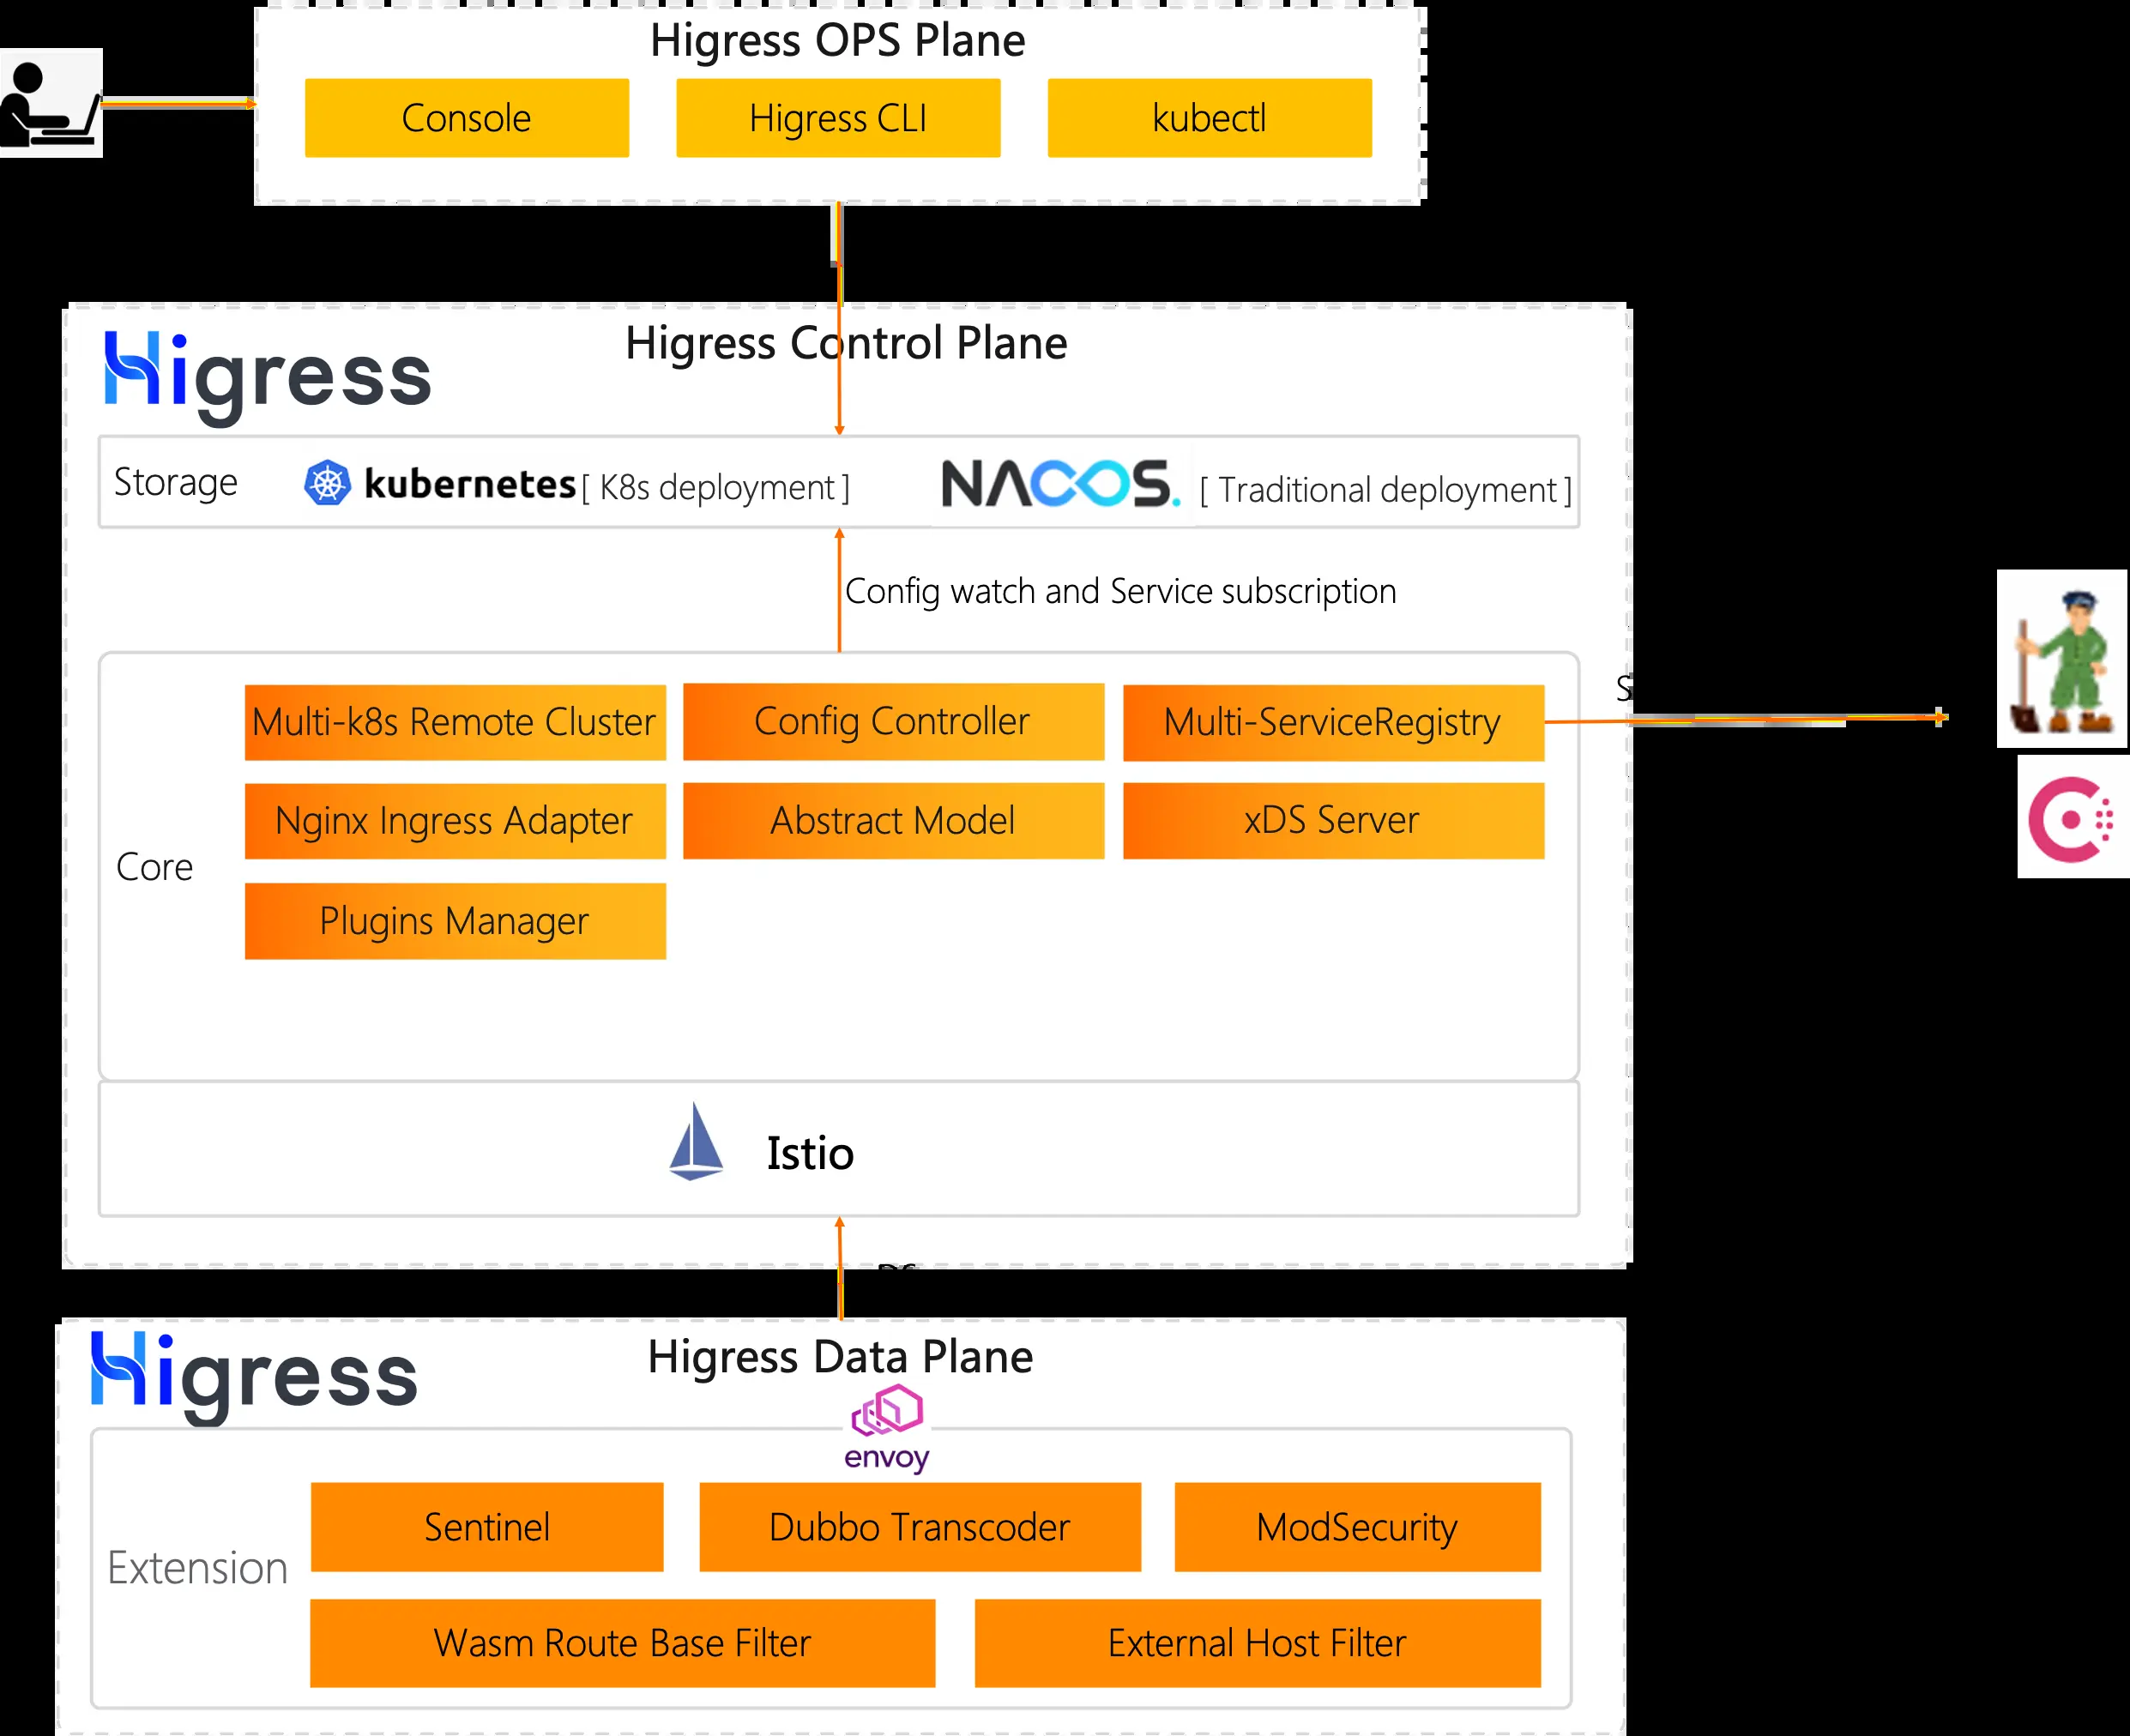 Higress OPS Plane
Console
Higress CLI
kubectl
Higress
Higress Control Plane
Storage
kubernetes [ K8s deployment ]
NACOS. [ Traditional deployment ]
Config watch and Service subscription
Core
Multi-k8s Remote Cluster
Config Controller
Multi-ServiceRegistry
Nginx Ingress Adapter
Abstract Model
xDS Server
Plugins Manager
Istio
Higress
Higress Data Plane
envoy
Extension
Sentinel
Dubbo Transcoder
ModSecurity
Wasm Route Base Filter
External Host Filter